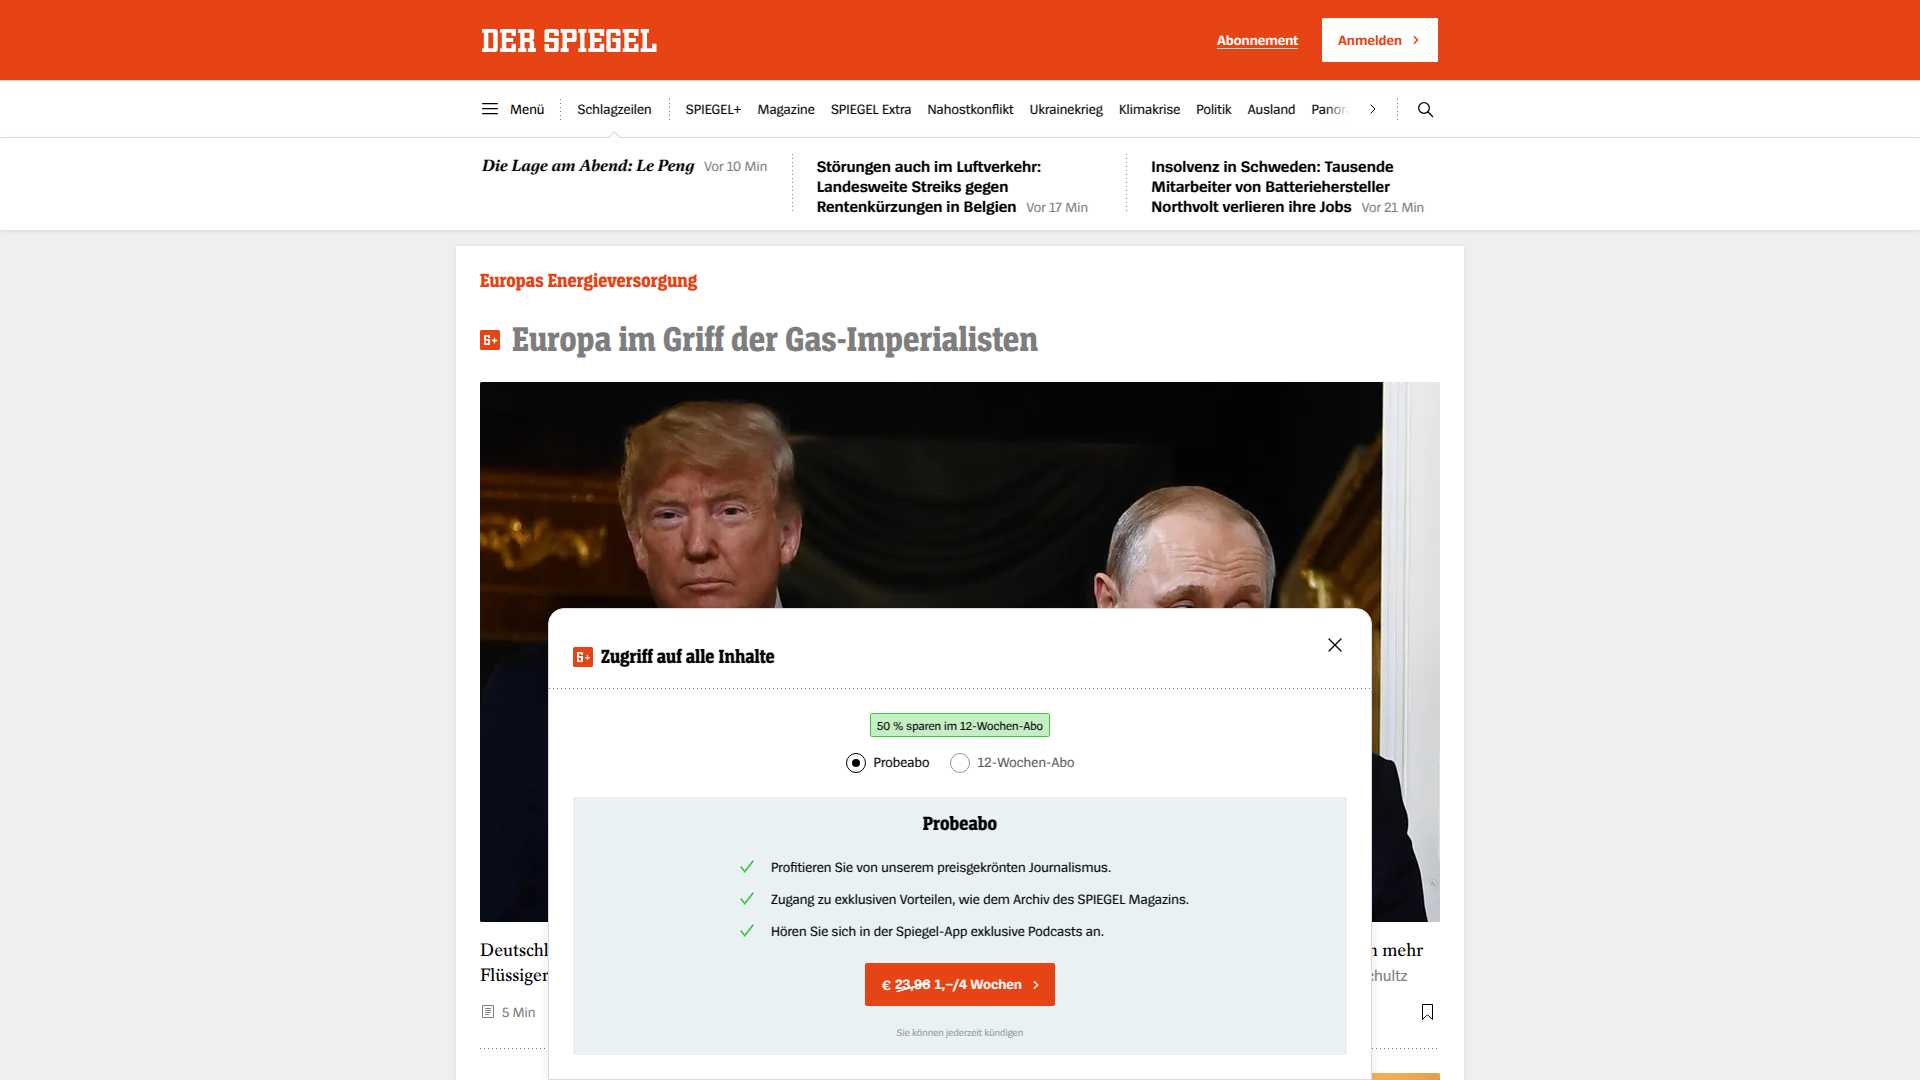 DER SPIEGEL
Abonnement
Anmelden
Menü
Schlagzeilen
SPIEGEL+
Magazine
SPIEGEL Extra
Nahostkonflikt
Ukrainekrieg
Klimakrise
Politik
Ausland
Die Lage am Abend: Le Peng Vor 10 Min
Störungen auch im Luftverkehr:
Landesweite Streiks gegen
Rentenkürzungen in Belgien Vor 17 Min
Insolvenz in Schweden: Tausende
Mitarbeiter von Batteriehersteller
Northvolt verlieren ihre Jobs Vor 21 Min
Europas Energieversorgung
S+ Europa im Griff der Gas-Imperialisten
S+ Zugriff auf alle Inhalte
50 % sparen im 12-Wochen-Abo
Probeabo
12-Wochen-Abo
Probeabo
Profitieren Sie von unserem preisgekrönten Journalismus.
Zugang zu exklusiven Vorteilen, wie dem Archiv des SPIEGEL Magazins.
Hören Sie sich in der Spiegel-App exklusive Podcasts an.
€ 23,96 1,–/4 Wochen
Sie können jederzeit kündigen
mehr
5 Min